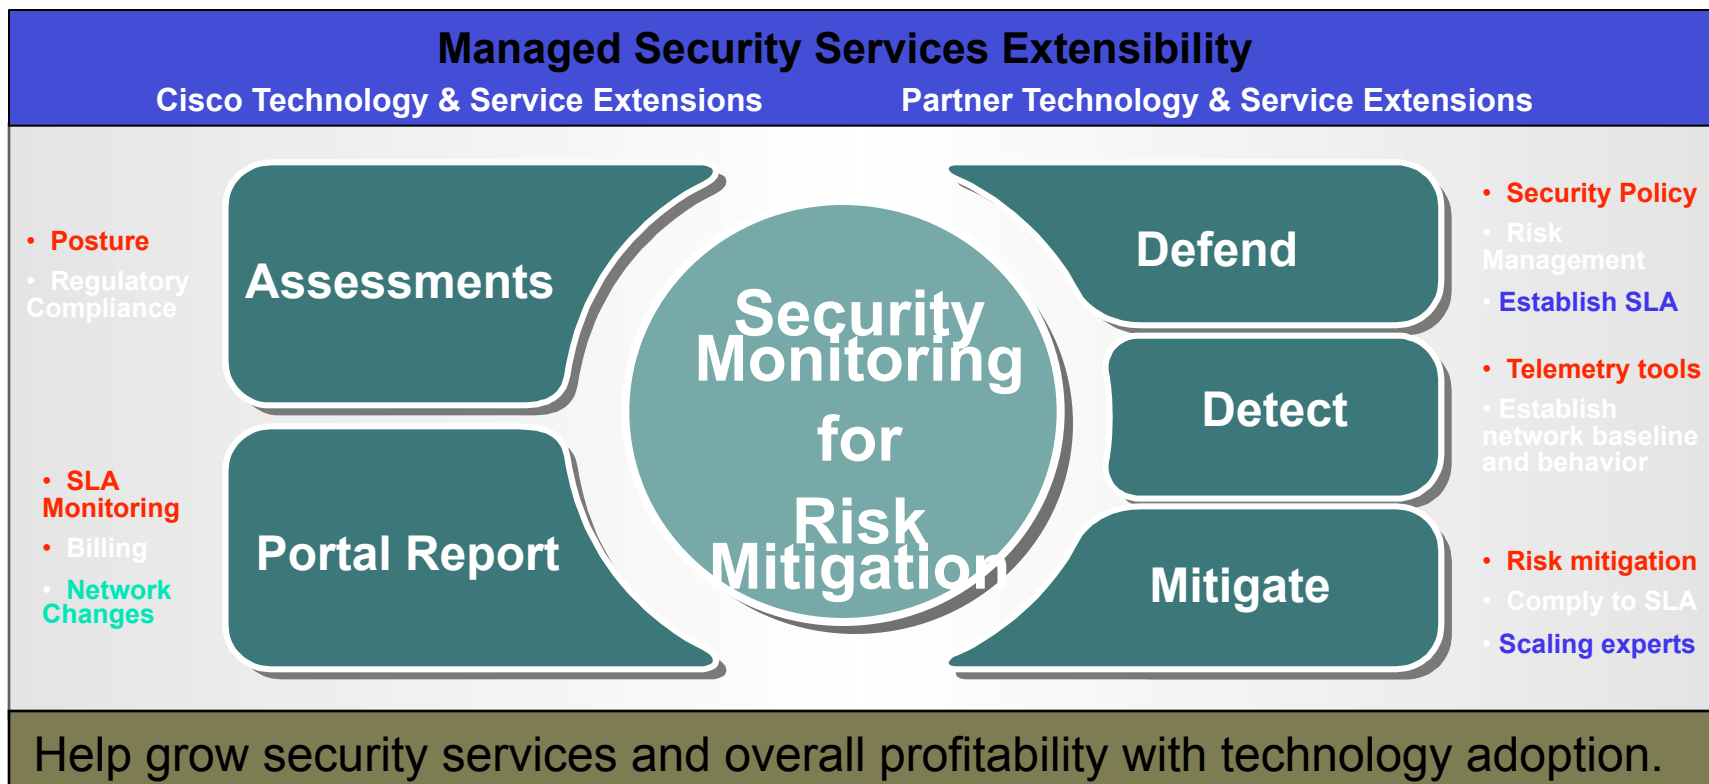 Managed Security Services Extensibility
Cisco Technology & Service Extensions
Partner Technology & Service Extensions
• Posture
• Regulatory
Compliance
Assessments
• SLA
Monitoring
• Billing
• Network
Changes
Portal Report
Security
Monitoring
for
Risk
Mitigation
Defend
• Security Policy
• Risk
Management
• Establish SLA
Detect
• Telemetry tools
• Establish
network baseline
and behavior
Mitigate
• Risk mitigation
• Comply to SLA
• Scaling experts
Help grow security services and overall profitability with technology adoption.